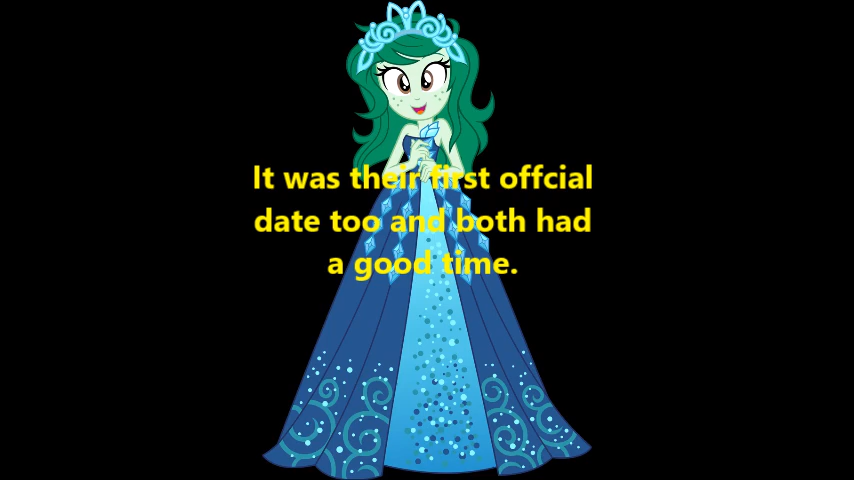 It was their first offcial
date too and both had
a good time.